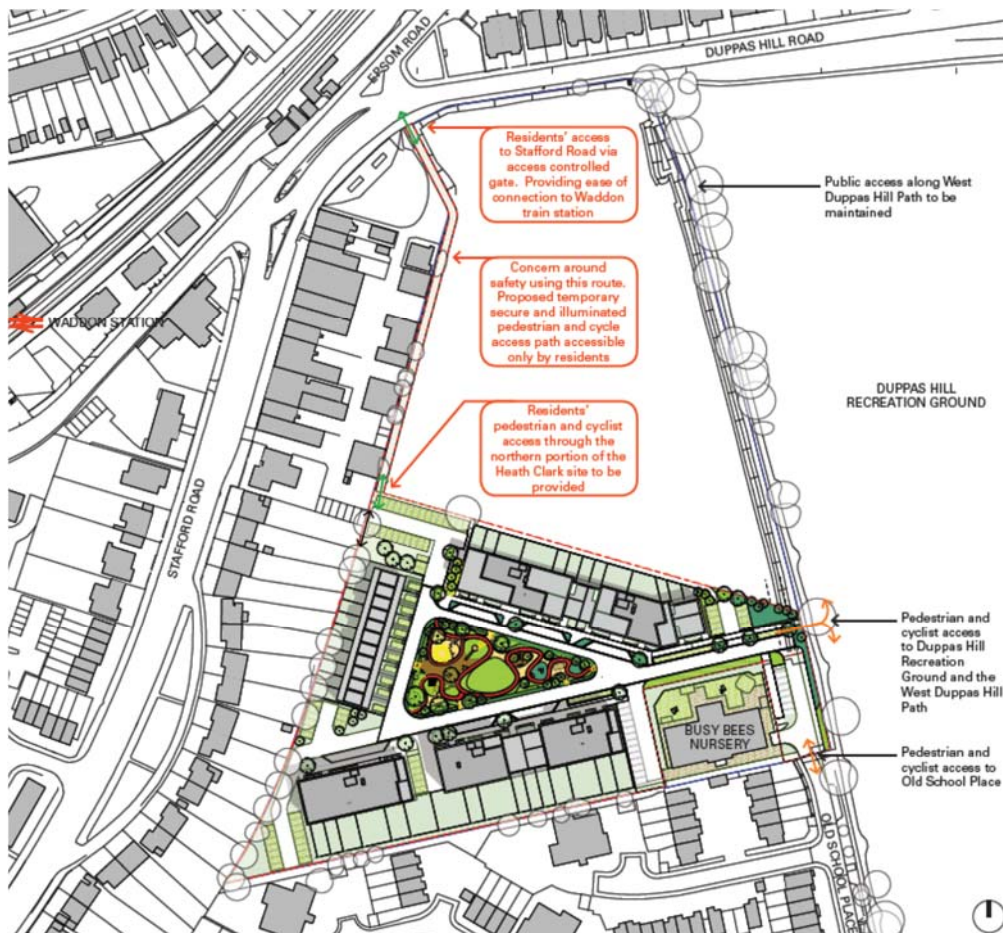 EPSOM ROAD
DUPPAS HILL ROAD
Residents' access
to Stafford Road via
access controlled
gate. Providing ease of
connection to Waddon
train station
Public access along West
Duppas Hill Path to be
maintained
Concern around
safety using this route.
Proposed temporary
secure and illuminated
pedestrian and cycle
access path accessible
only by residents
WADDON STATION
DUPPAS HILL
RECREATION GROUND
Residents'
pedestrian and cyclist
access through the
northern portion of the
Heath Clark site to be
provided
STAFFORD ROAD
Pedestrian and
cyclist access
to Duppas Hill
Recreation
Ground and the
West Duppas Hill
Path
BUSY BEES
NURSERY
Pedestrian and
cyclist access to
Old School Place
OLD SCHOOL PLACE